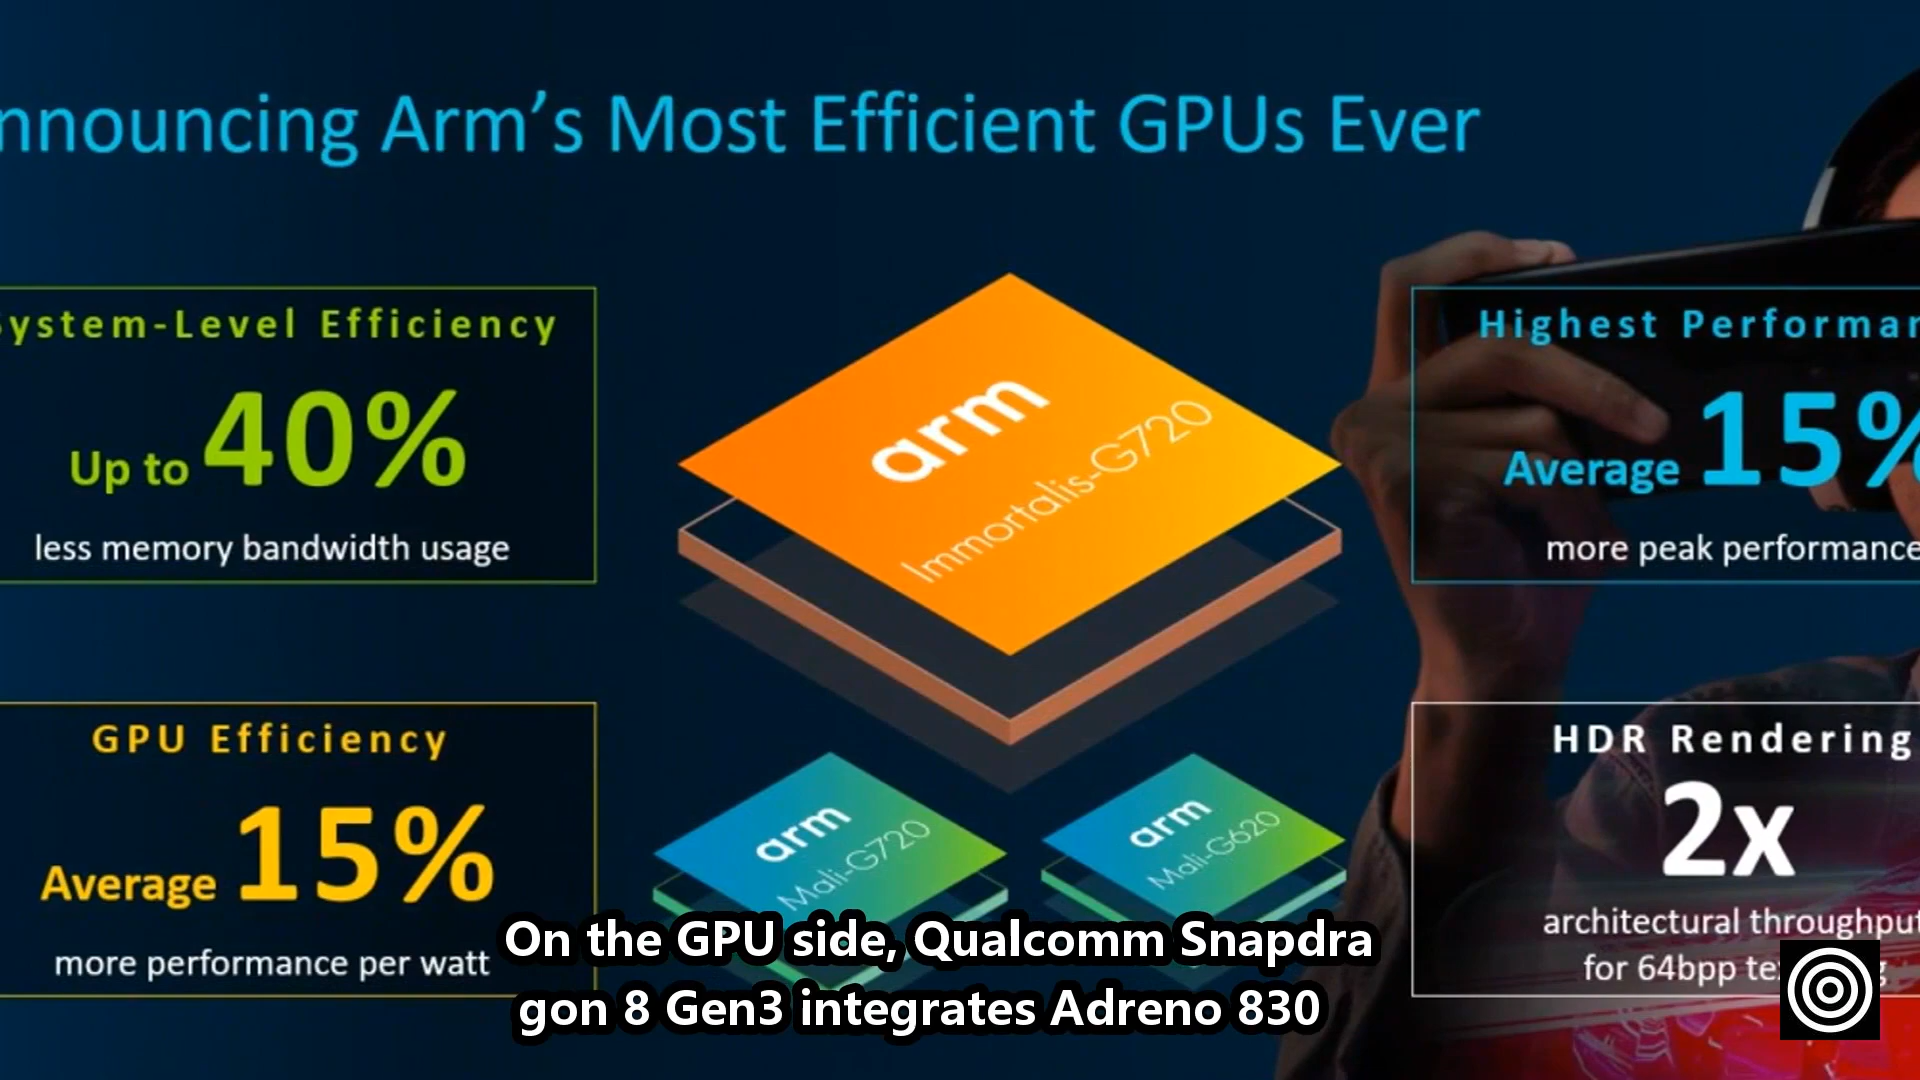 nnouncing Arm's Most Efficient GPUs Ever
System-Level Efficiency
Up to 40%
less memory bandwidth usage
Highest Performan
Average 15%
more peak performance
arm
Immortalis-G720
GPU Efficiency
Average 15%
more performance per watt
arm
Mali-G720
arm
Mali-G620
HDR Rendering
2x
architectural throughput
for 64bpp te
On the GPU side, Qualcomm Snapdra
gon 8 Gen3 integrates Adreno 830